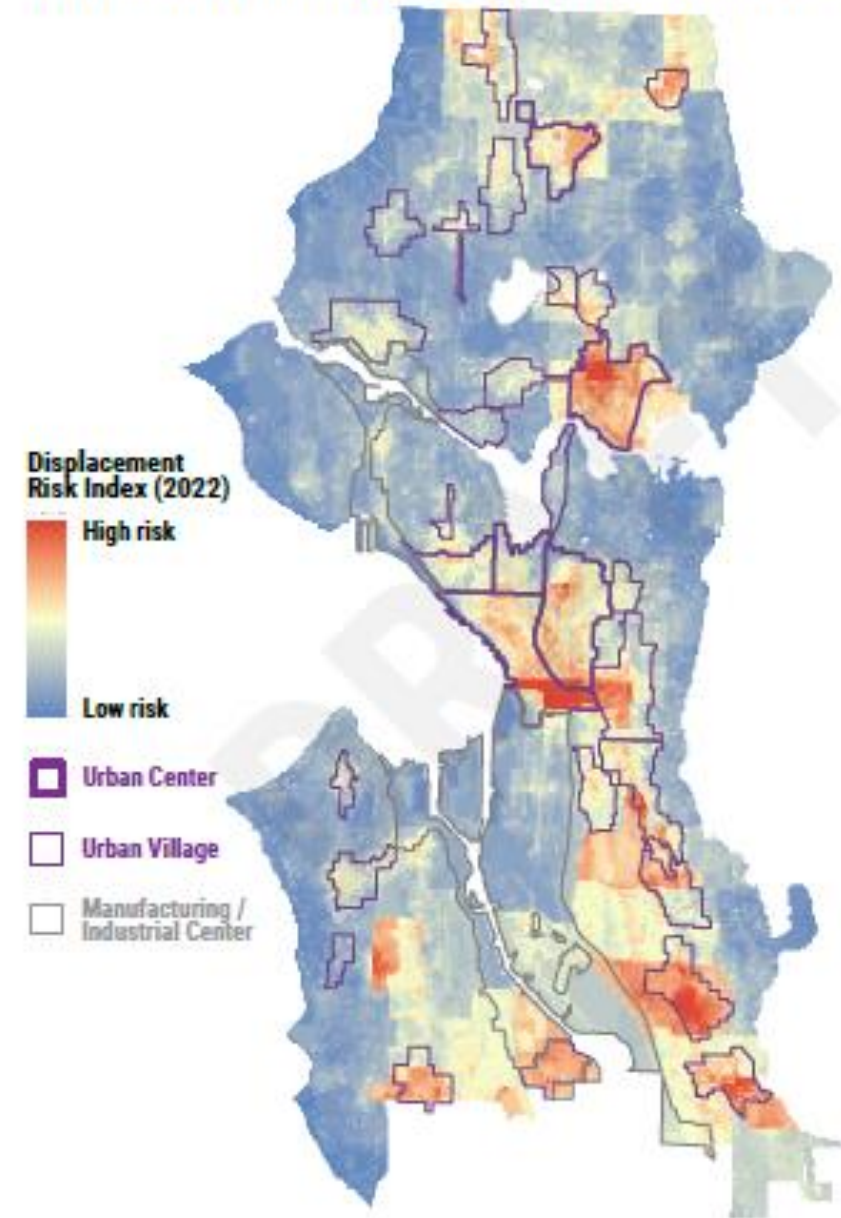 Displacement
Risk Index (2022)
High risk
Low risk
Urban Center
Urban Village
Manufacturing /
Industrial Center